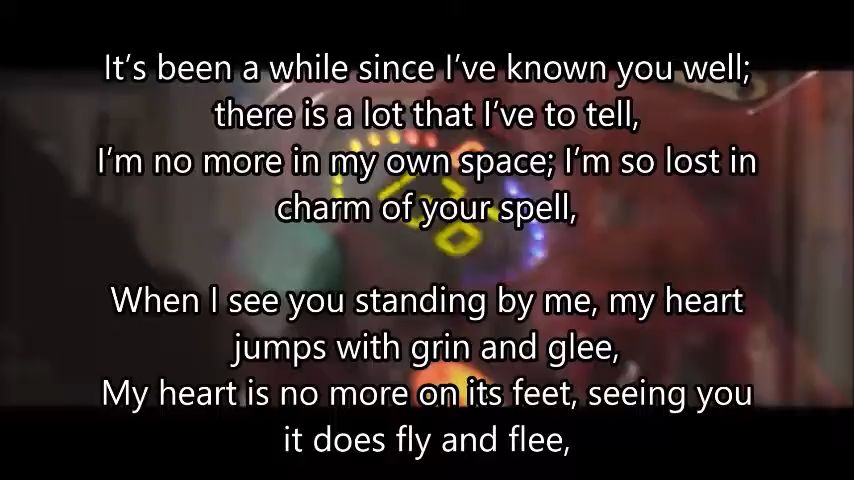 It’s been a while since I’ve known you well;
there is a lot that I’ve to tell,
I’m no more in my own space; I’m so lost in
charm of your spell,
When I see you standing by me, my heart
jumps with grin and glee,
My heart is no more on its feet, seeing you
it does fly and flee,